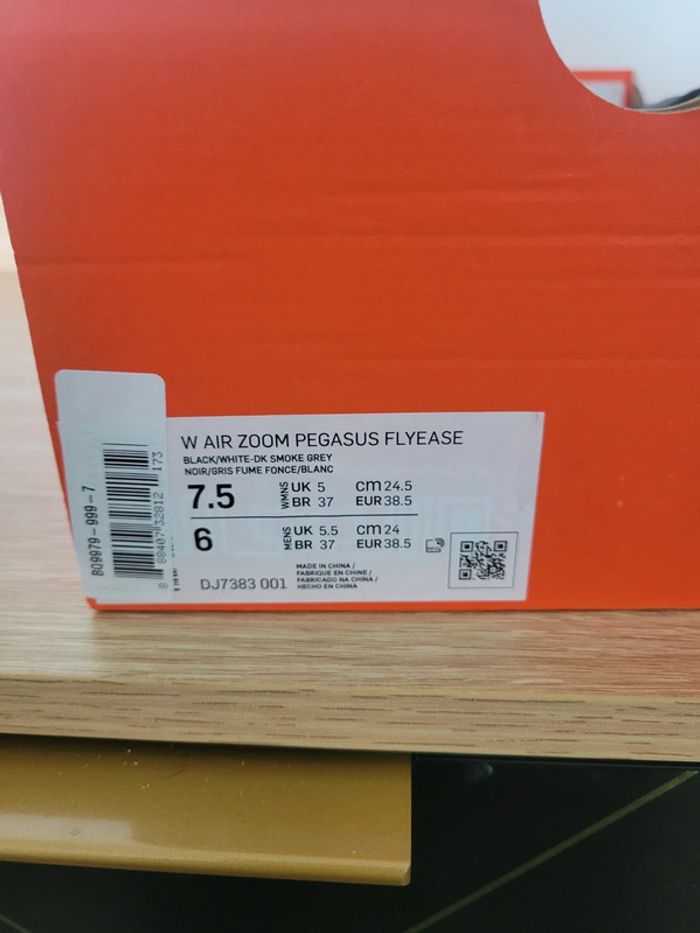 W AIR ZOOM PEGASUS FLYEASE
BLACK/WHITE-DK SMOKE GREY
NOIR/GRIS FUME FONCE/BLANC
7.5 WMNS UK 5 cm 24.5
BR 37 EUR 38.5
6 MENS UK 5.5 cm 24
BR 37 EUR 38.5
DJ7383 001
MADE IN CHINA /
FABRIQUE EN CHINE /
FABRICADO NA CHINA /
HECHO EN CHINA
BQ9979-999-7
8 88407 32812 173